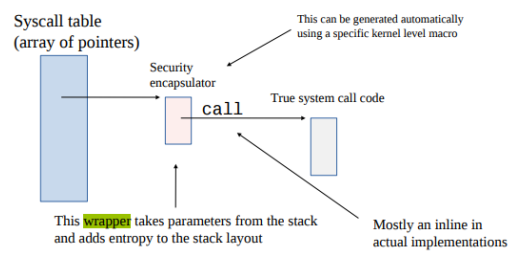 Syscall table
(array of pointers)
This can be generated automatically
using a specific kernel level macro
Security
encapsulator
call
True system call code
This wrapper takes parameters from the stack
and adds entropy to the stack layout
Mostly an inline in
actual implementations